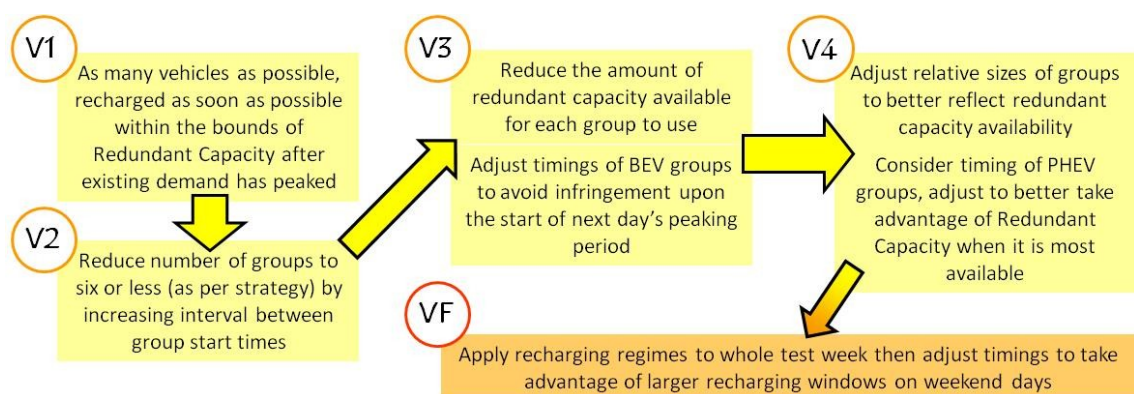 V1
As many vehicles as possible,
recharged as soon as possible
within the bounds of
Redundant Capacity after
existing demand has peaked
V2
Reduce number of groups to
six or less (as per strategy) by
increasing interval between
group start times
V3
Reduce the amount of
redundant capacity available
for each group to use
Adjust timings of BEV groups
to avoid infringement upon
the start of next day's peaking
period
V4
Adjust relative sizes of groups
to better reflect redundant
capacity availability
Consider timing of PHEV
groups, adjust to better take
advantage of Redundant
Capacity when it is most
available
VF
Apply recharging regimes to whole test week then adjust timings to take
advantage of larger recharging windows on weekend days